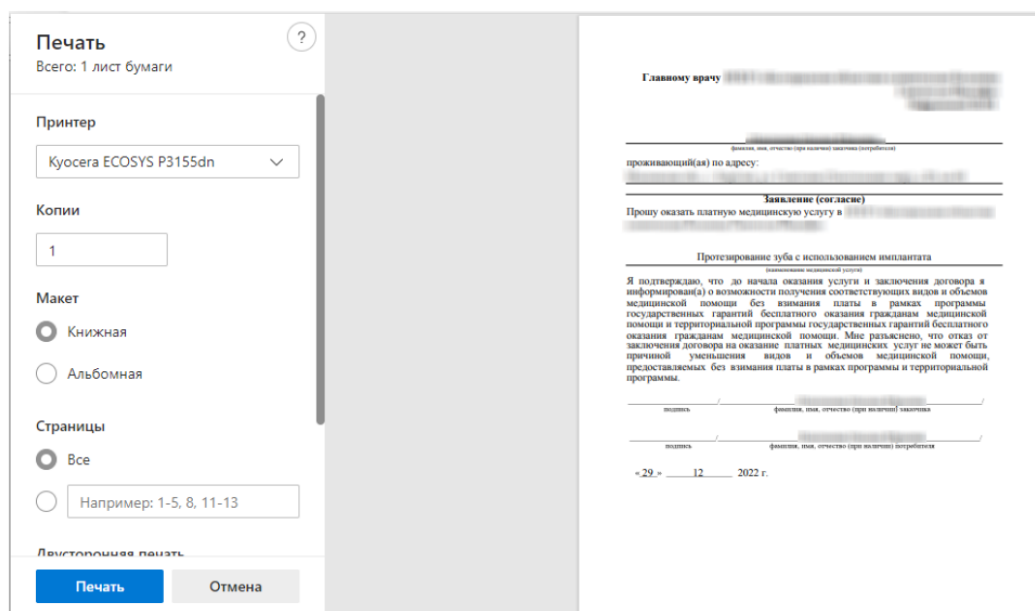 Печать
?
Всего: 1 лист бумаги
Принтер
Kyocera ECOSYS P3155dn
Копии
1
Макет
Книжная
Альбомная
Страницы
Все
Например: 1-5, 8, 11-13
Двусторонняя печать
Печать Отмена
Главному врачу
фамилия, имя, отчество (при наличии) заказчика (потребителя)
проживающий(ая) по адресу:
Заявление (согласие)
Прошу оказать платную медицинскую услугу в
Протезирование зуба с использованием имплантата
(наименование медицинской услуги)
Я подтверждаю, что до начала оказания услуги и заключения договора я
информирован(а) о возможности получения соответствующих видов и объемов
медицинской помощи без взимания платы в рамках программы
государственных гарантий бесплатного оказания гражданам медицинской
помощи и территориальной программы государственных гарантий бесплатного
оказания гражданам медицинской помощи. Мне разъяснено, что отказ от
заключения договора на оказание платных медицинских услуг не может быть
причиной уменьшения видов и объемов медицинской помощи,
предоставляемых без взимания платы в рамках программы и территориальной
программы.
/ /
подпись фамилия, имя, отчество (при наличии) заказчика
/ /
подпись фамилия, имя, отчество (при наличии) потребителя
« 29 » 12 2022 г.